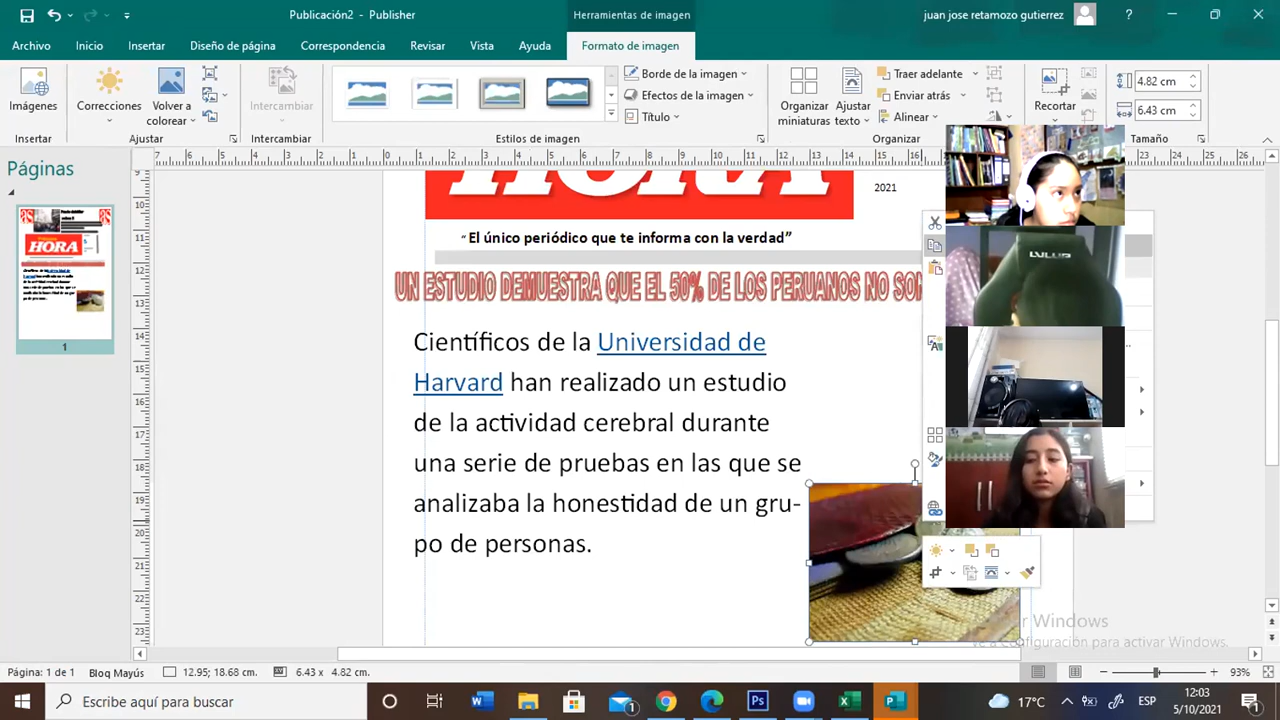 Publicación2 - Publisher
Herramientas de imagen
juan jose retamozo gutierrez
?
Archivo
Inicio
Insertar
Diseño de página
Correspondencia
Revisar
Vista
Ayuda
Formato de imagen
Imágenes
Correcciones
Volver a
colorear
Intercambiar
Borde de la imagen
Efectos de la imagen
Título
Organizar
miniaturas
Ajustar
texto
Traer adelante
Enviar atrás
Alinear
Recortar
4.82 cm
6.43 cm
Insertar
Ajustar
Intercambiar
Estilos de imagen
Organizar
Tamaño
Páginas
1
HORA
2021
“El único periódico que te informa con la verdad”
UN ESTUDIO DEMUESTRA QUE EL 50% DE LOS PERUANOS NO SON
Científicos de la Universidad de
Harvard han realizado un estudio
de la actividad cerebral durante
una serie de pruebas en las que se
analizaba la honestidad de un gru-
po de personas.
Windows
configuración para activar Windows.
Página: 1 de 1
Bloq Mayús
12.95; 18.68 cm.
6.43 x 4.82 cm.
93%
Escribe aquí para buscar
17°C
ESP
12:03
5/10/2021